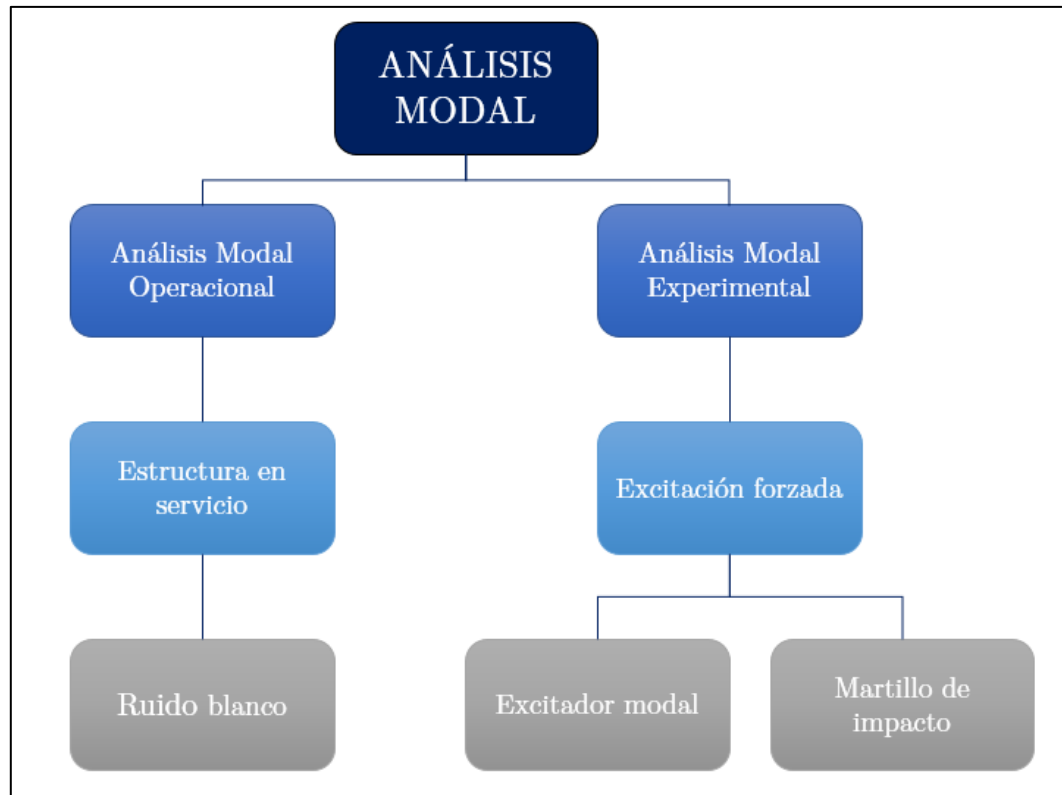 ANÁLISIS
MODAL
Análisis Modal
Operacional
Análisis Modal
Experimental
Estructura en
servicio
Excitación forzada
Ruido blanco
Excitador modal
Martillo de
impacto